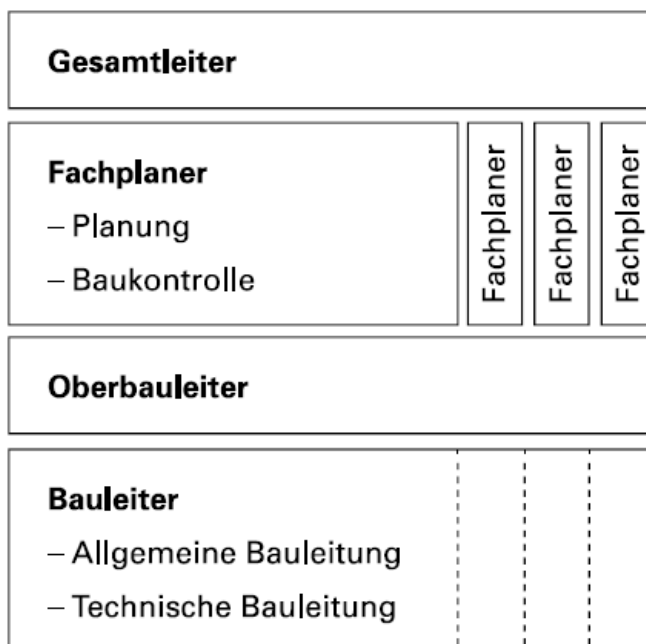 Gesamtleiter
Fachplaner
– Planung
– Baukontrolle
Fachplaner
Fachplaner
Fachplaner
Oberbauleiter
Bauleiter
– Allgemeine Bauleitung
– Technische Bauleitung